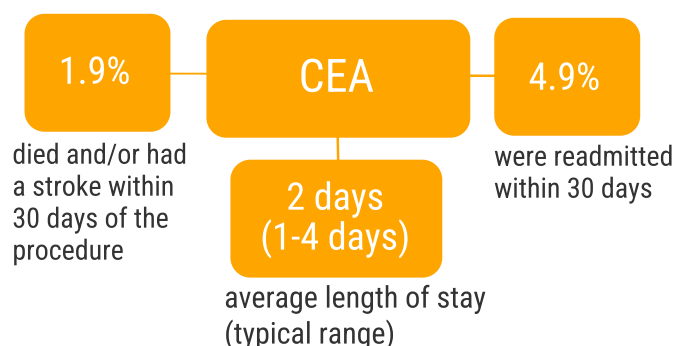 1.9%
died and/or had
a stroke within
30 days of the
procedure
CEA
4.9%
were readmitted
within 30 days
2 days
(1-4 days)
average length of stay
(typical range)